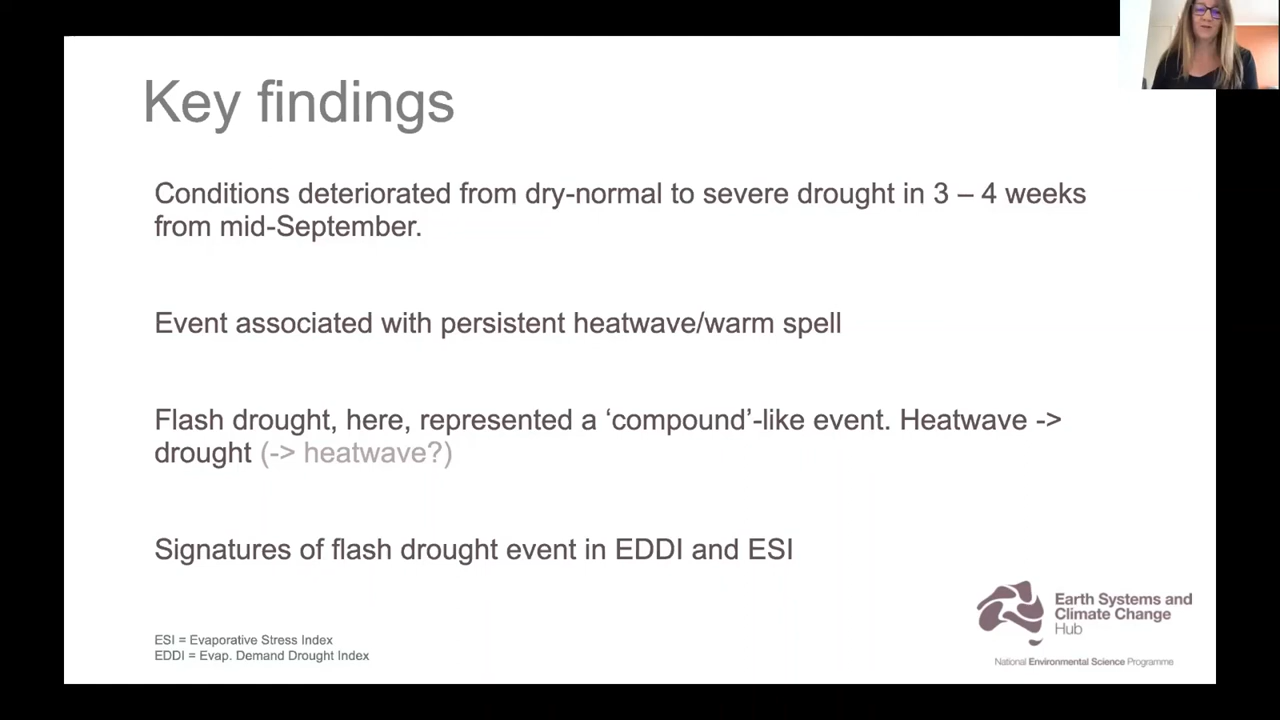 Key findings
Conditions deteriorated from dry-normal to severe drought in 3 – 4 weeks
from mid-September.
Event associated with persistent heatwave/warm spell
Flash drought, here, represented a ‘compound’-like event. Heatwave ->
drought (-> heatwave?)
Signatures of flash drought event in EDDI and ESI
ESI = Evaporative Stress Index
EDDI = Evap. Demand Drought Index
Earth Systems and
Climate Change
Hub
National Environmental Science Programme